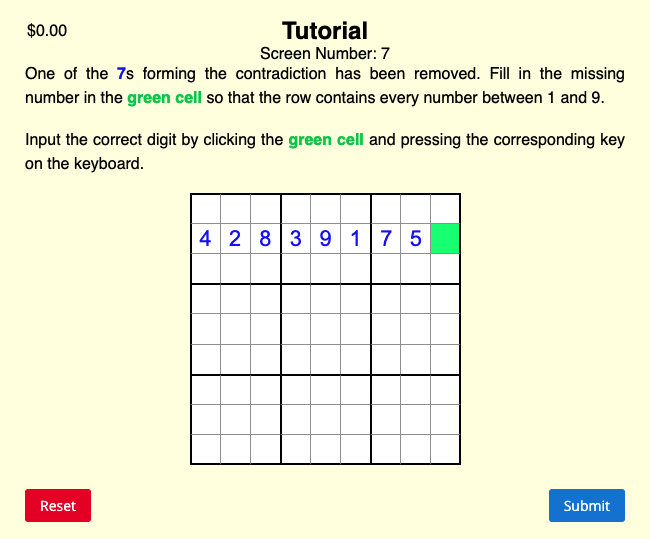 $0.00
Tutorial
Screen Number: 7
One of the 7s forming the contradiction has been removed. Fill in the missing
number in the green cell so that the row contains every number between 1 and 9.
Input the correct digit by clicking the green cell and pressing the corresponding key
on the keyboard.
4 2 8 3 9 1 7 5
Reset
Submit